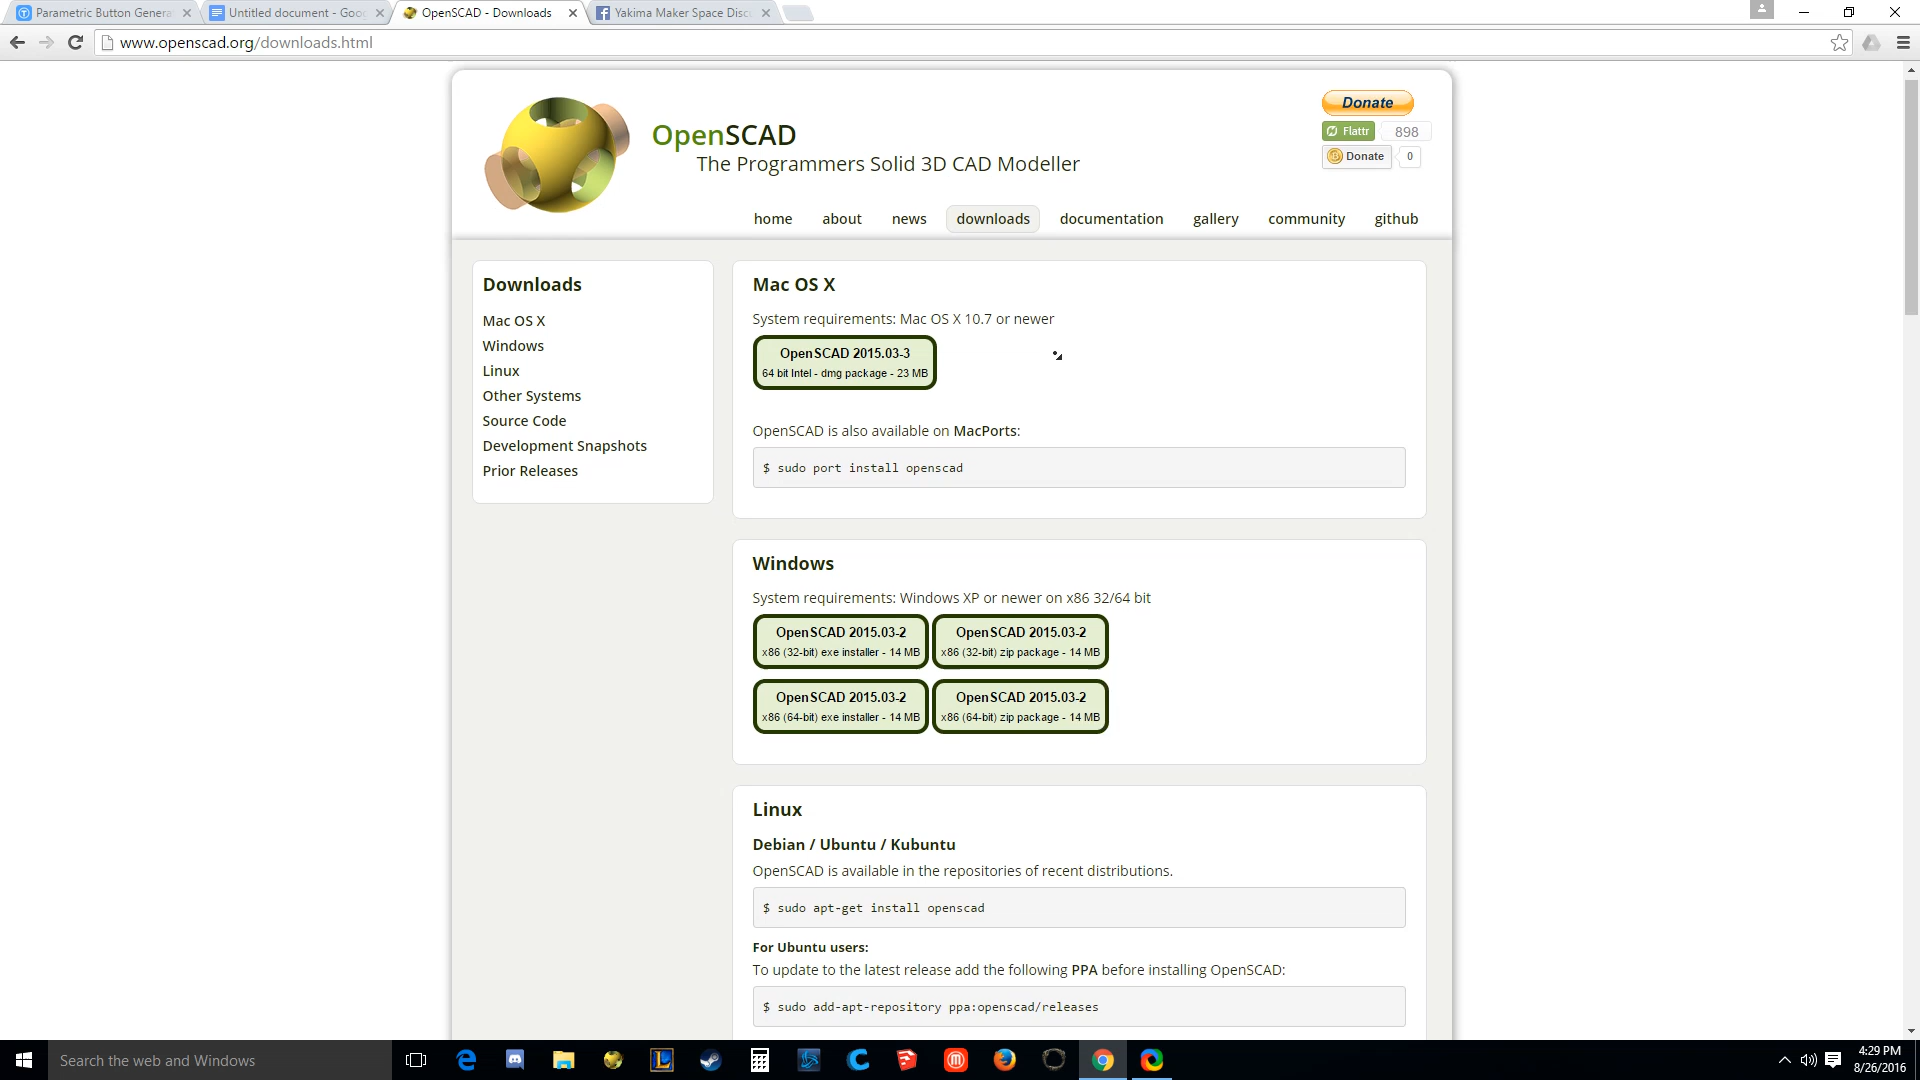 Parametric Button Genera
Untitled document - Goo
OpenSCAD - Downloads
Yakima Maker Space Disc
www.openscad.org/downloads.html
OpenSCAD
The Programmers Solid 3D CAD Modeller
Donate
Flattr 898
Donate 0
home about news downloads documentation gallery community github
Downloads
Mac OS X
Windows
Linux
Other Systems
Source Code
Development Snapshots
Prior Releases
Mac OS X
System requirements: Mac OS X 10.7 or newer
OpenSCAD 2015.03-3
64 bit Intel - dmg package - 23 MB
OpenSCAD is also available on MacPorts:
$ sudo port install openscad
Windows
System requirements: Windows XP or newer on x86 32/64 bit
OpenSCAD 2015.03-2
x86 (32-bit) exe installer - 14 MB
OpenSCAD 2015.03-2
x86 (32-bit) zip package - 14 MB
OpenSCAD 2015.03-2
x86 (64-bit) exe installer - 14 MB
OpenSCAD 2015.03-2
x86 (64-bit) zip package - 14 MB
Linux
Debian / Ubuntu / Kubuntu
OpenSCAD is available in the repositories of recent distributions.
$ sudo apt-get install openscad
For Ubuntu users:
To update to the latest release add the following PPA before installing OpenSCAD:
$ sudo add-apt-repository ppa:openscad/releases
Search the web and Windows
4:29 PM
8/26/2016